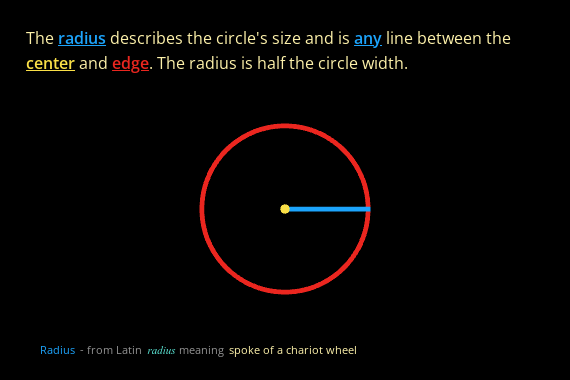 The radius describes the circle's size and is any line between the
center and edge. The radius is half the circle width.
Radius - from Latin radius meaning spoke of a chariot wheel